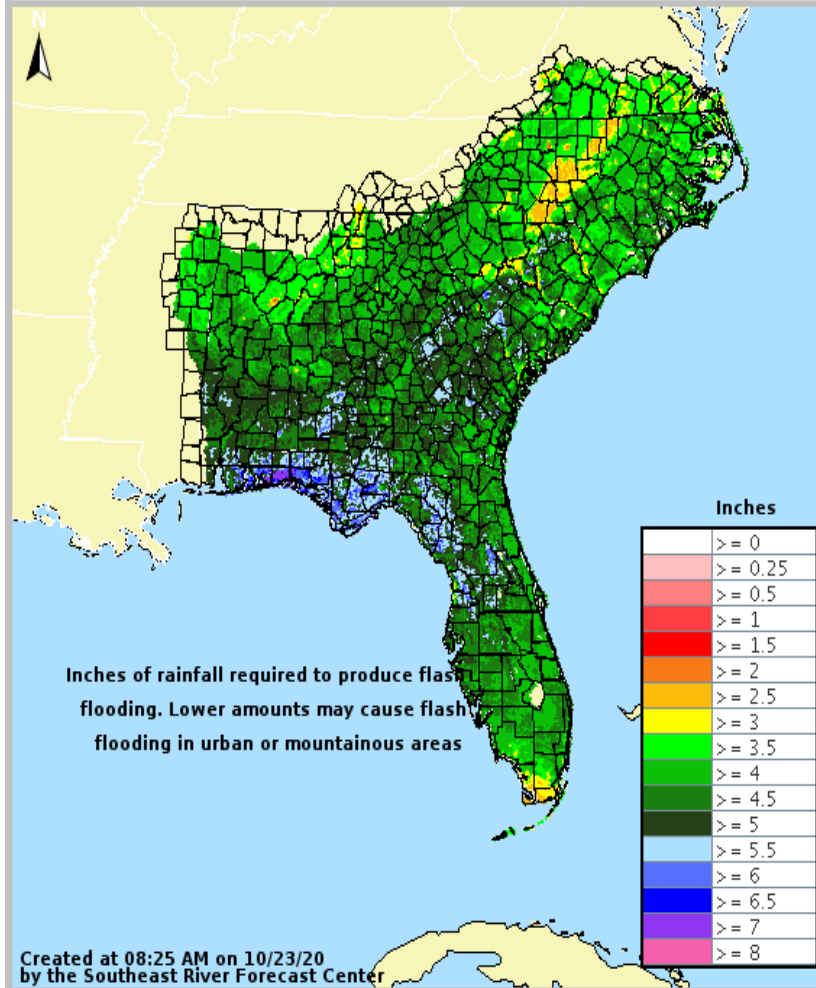 N
Inches
>= 0
>= 0.25
>= 0.5
>= 1
>= 1.5
>= 2
>= 2.5
>= 3
>= 3.5
>= 4
>= 4.5
>= 5
>= 5.5
>= 6
>= 6.5
>= 7
>= 8
Inches of rainfall required to produce flash
flooding. Lower amounts may cause flash
flooding in urban or mountainous areas
Created at 08:25 AM on 10/23/20
by the Southeast River Forecast Center